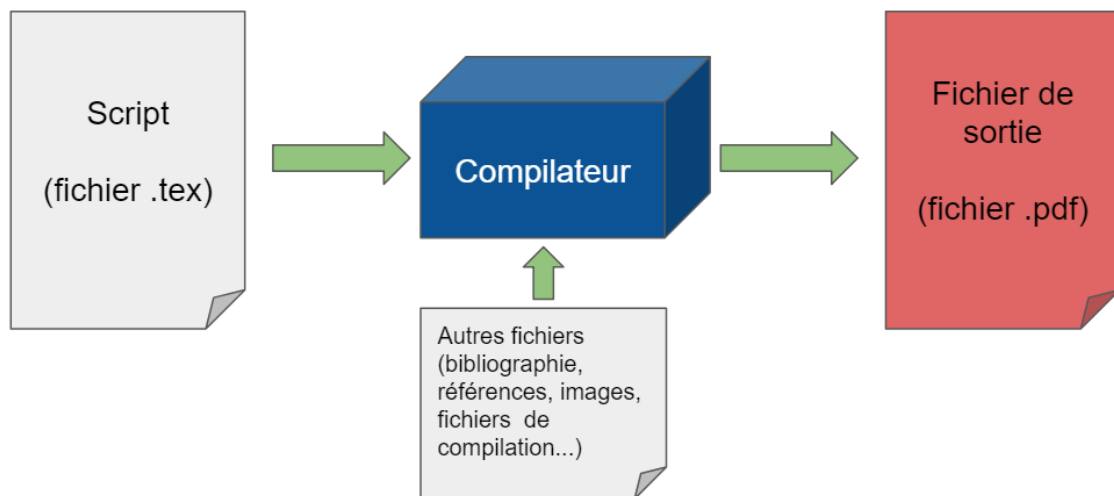 Script
(fichier .tex)
Compilateur
Autres fichiers
(bibliographie,
références, images,
fichiers de
compilation...)
Fichier de
sortie
(fichier .pdf)